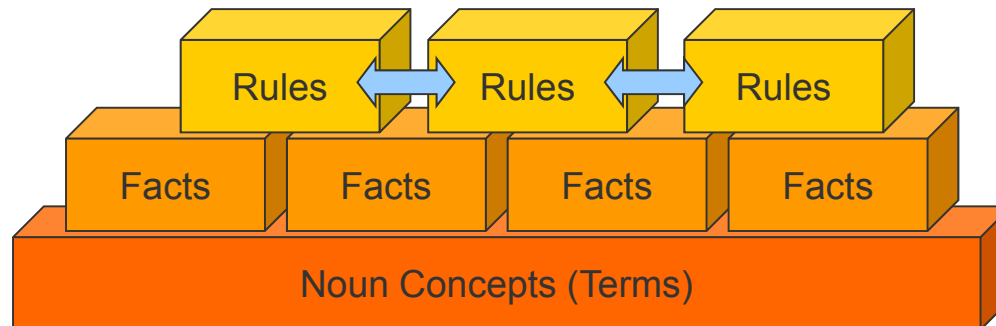 Rules Rules Rules
Facts Facts Facts Facts
Noun Concepts (Terms)